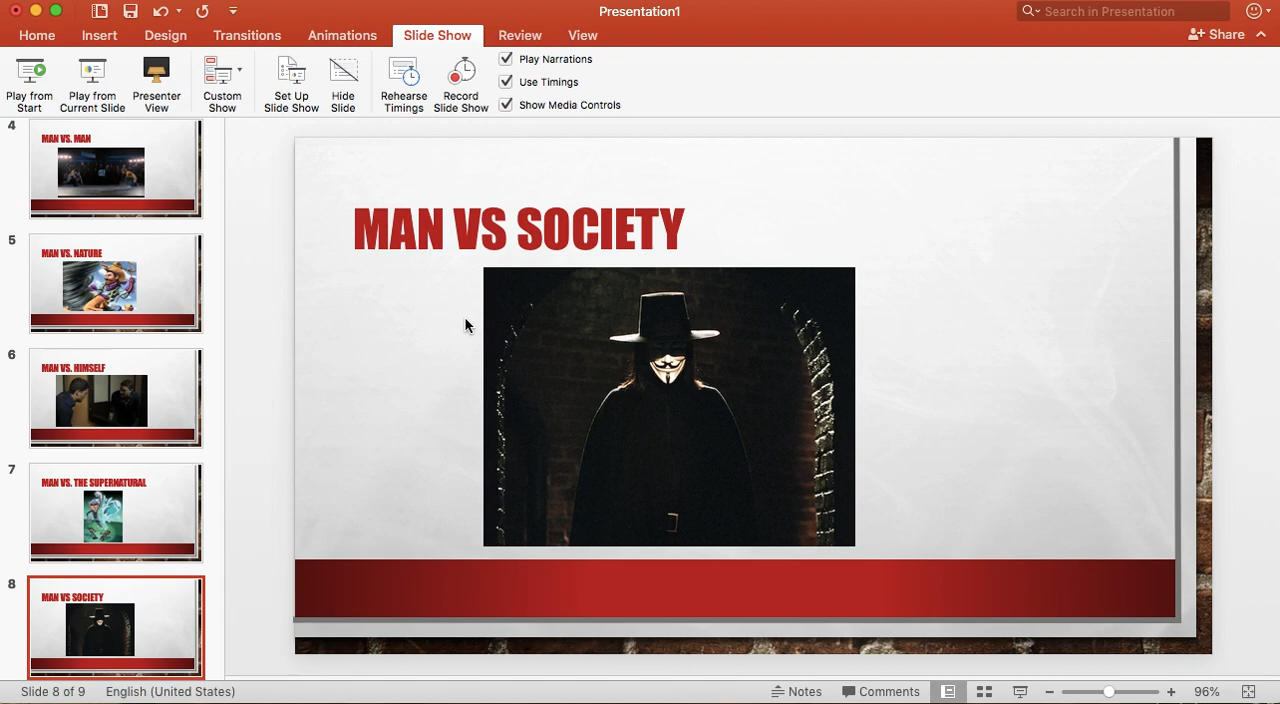 Presentation1
Search in Presentation
Home Insert Design Transitions Animations Slide Show Review View
Share
Play from Start
Play from Current Slide
Presenter View
Custom Show
Set Up Slide Show
Hide Slide
Rehearse Timings
Record Slide Show
Play Narrations
Use Timings
Show Media Controls
4
MAN VS. MAN
5
MAN VS. NATURE
6
MAN VS. HIMSELF
7
MAN VS. THE SUPERNATURAL
8
MAN VS SOCIETY
MAN VS SOCIETY
Slide 8 of 9 English (United States) Notes Comments 96%